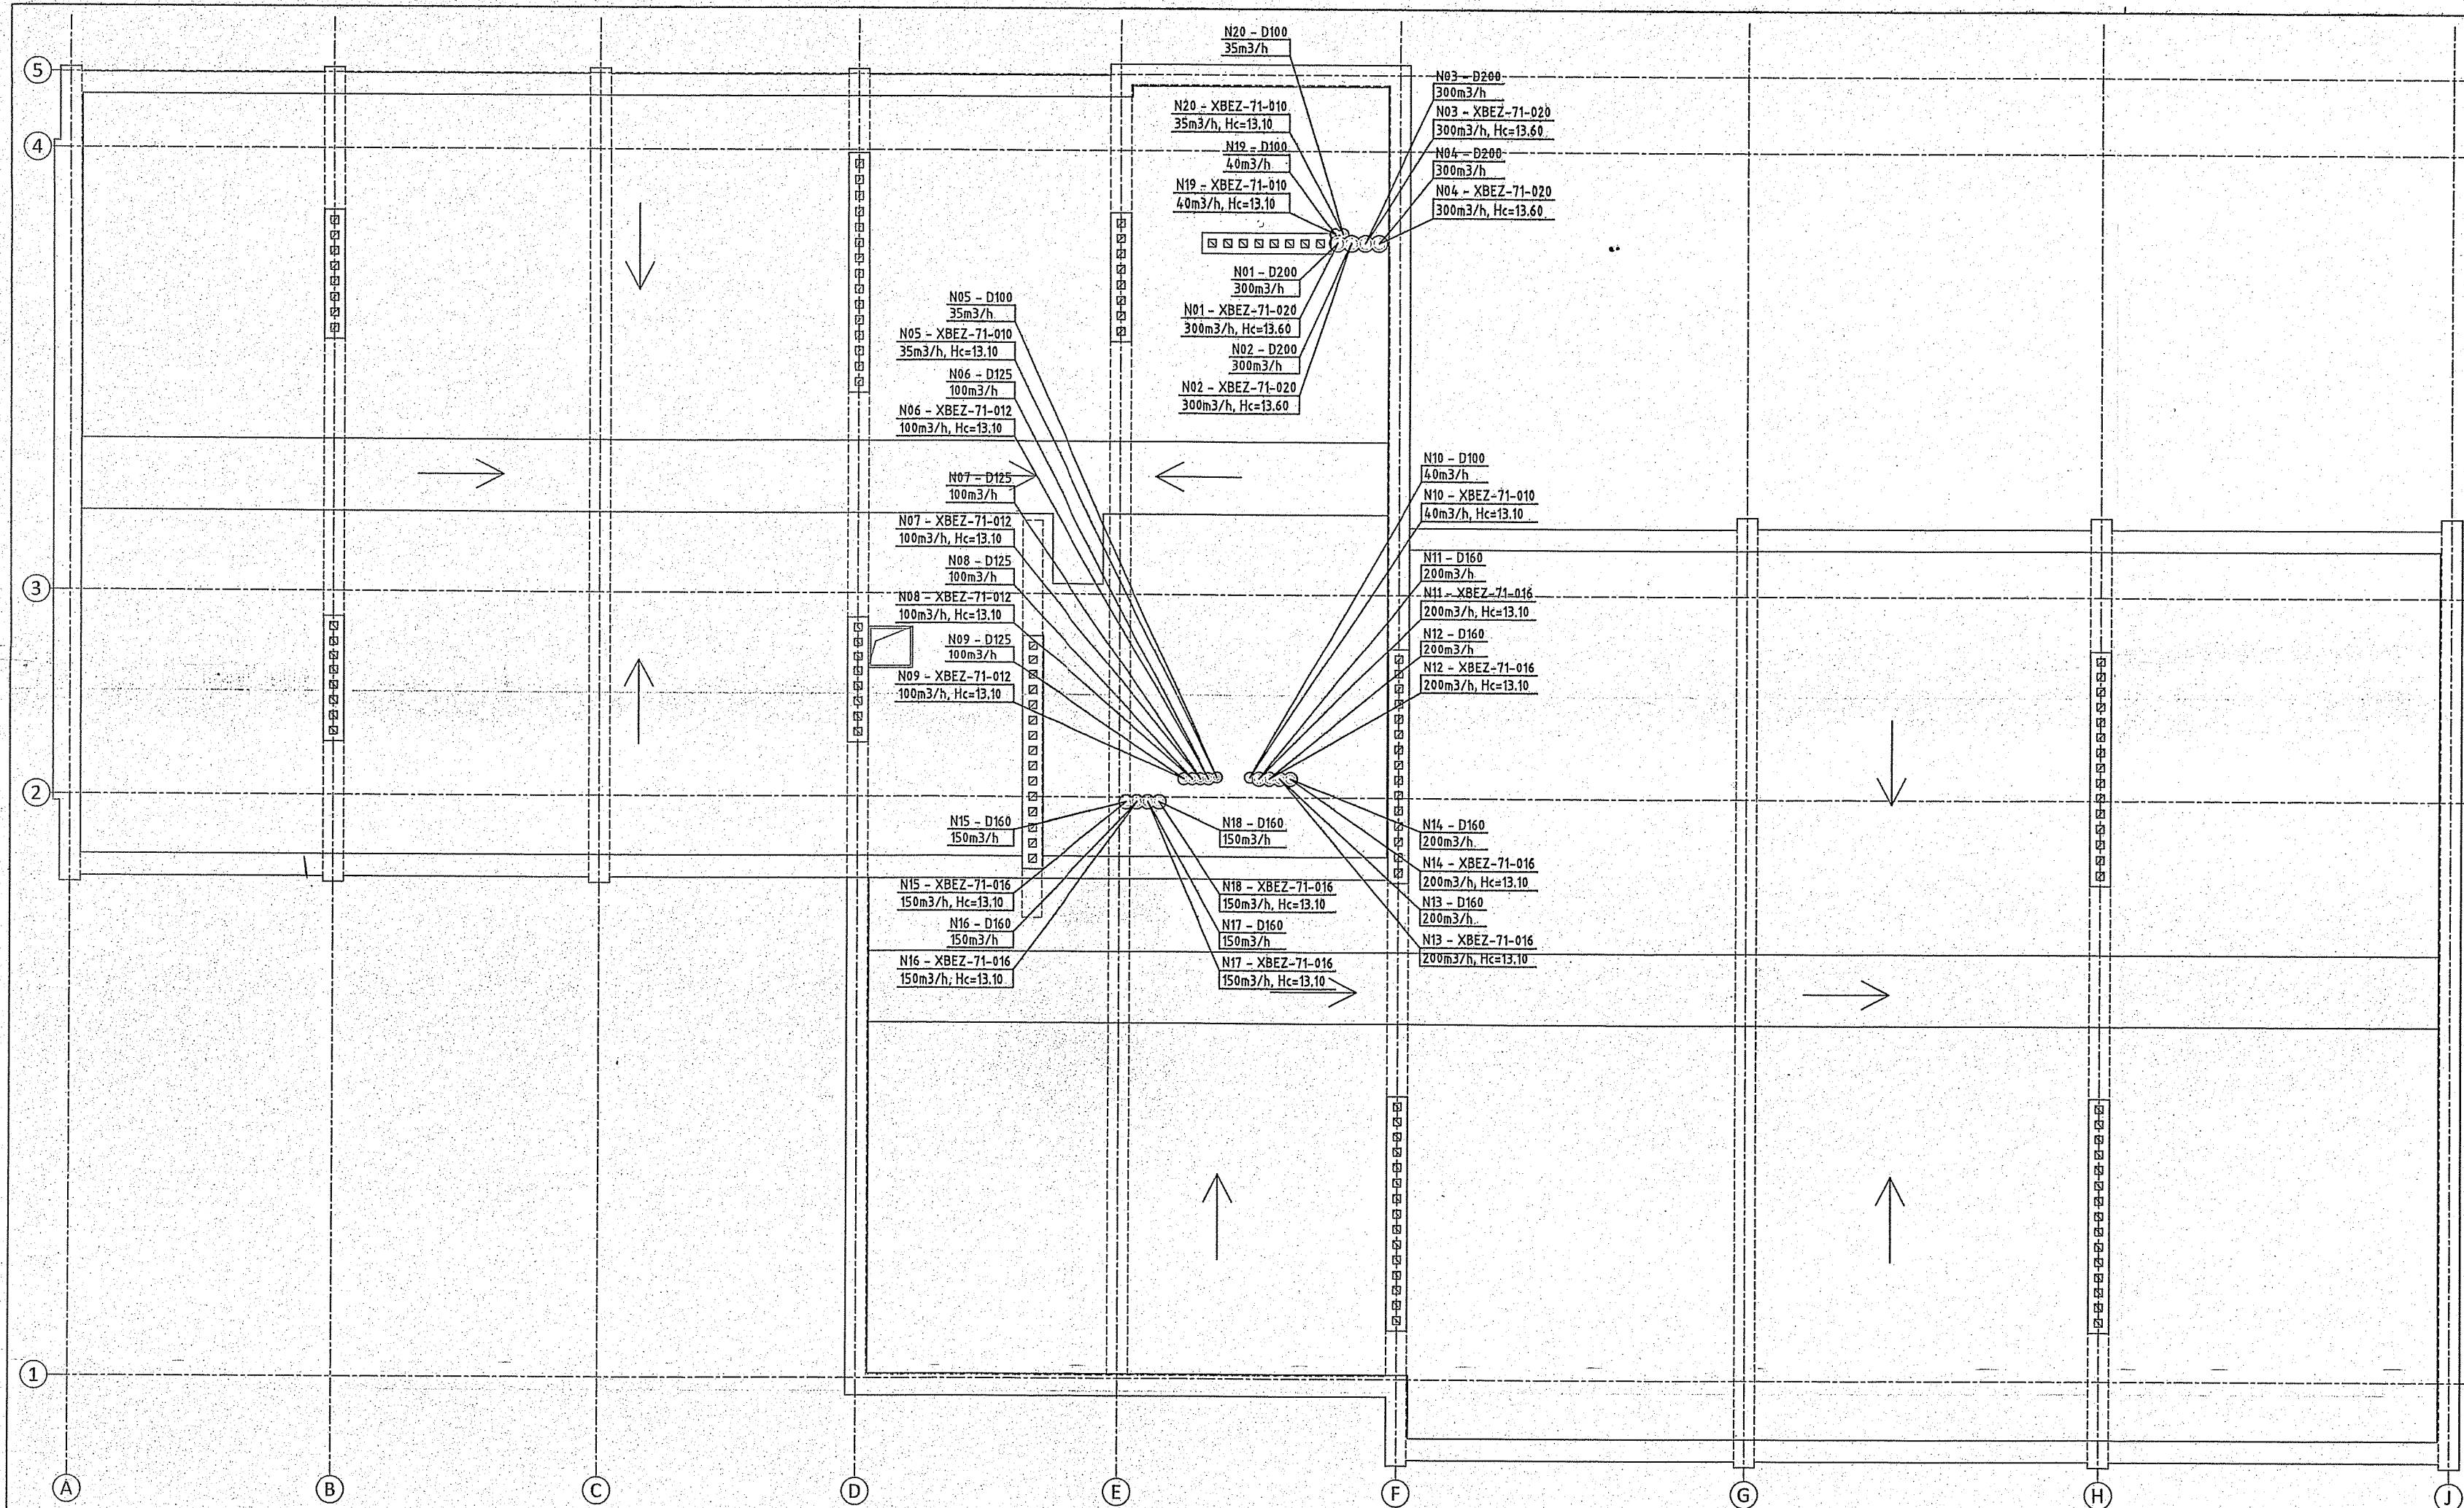 N20 - D100
35m3/h
N20 - XBEZ-71-010
35m3/h, Hc=13.10
N19 - D100
40m3/h
N19 - XBEZ-71-010
40m3/h, Hc=13.10
N03 - D200
300m3/h
N03 - XBEZ-71-020
300m3/h, Hc=13.60
N04 - D200
300m3/h
N04 - XBEZ-71-020
300m3/h, Hc=13.60
N01 - D200
300m3/h
N01 - XBEZ-71-020
300m3/h, Hc=13.60
N02 - D200
300m3/h
N02 - XBEZ-71-020
300m3/h, Hc=13.60
N05 - D100
35m3/h
N05 - XBEZ-71-010
35m3/h, Hc=13.10
N06 - D125
100m3/h
N06 - XBEZ-71-012
100m3/h, Hc=13.10
N07 - D125
100m3/h
N07 - XBEZ-71-012
100m3/h, Hc=13.10
N08 - D125
100m3/h
N08 - XBEZ-71-012
100m3/h, Hc=13.10
N09 - D125
100m3/h
N09 - XBEZ-71-012
100m3/h, Hc=13.10
N10 - D100
40m3/h
N10 - XBEZ-71-010
40m3/h, Hc=13.10
N11 - D160
200m3/h
N11 - XBEZ-71-016
200m3/h, Hc=13.10
N12 - D160
200m3/h
N12 - XBEZ-71-016
200m3/h, Hc=13.10
N15 - D160
150m3/h
N15 - XBEZ-71-016
150m3/h, Hc=13.10
N16 - D160
150m3/h
N16 - XBEZ-71-016
150m3/h, Hc=13.10
N18 - D160
150m3/h
N18 - XBEZ-71-016
150m3/h, Hc=13.10
N17 - D160
150m3/h
N17 - XBEZ-71-016
150m3/h, Hc=13.10
N14 - D160
200m3/h
N14 - XBEZ-71-016
200m3/h, Hc=13.10
N13 - D160
200m3/h
N13 - XBEZ-71-016
200m3/h, Hc=13.10
5
4
3
2
1
A
B
C
D
E
F
G
H
J